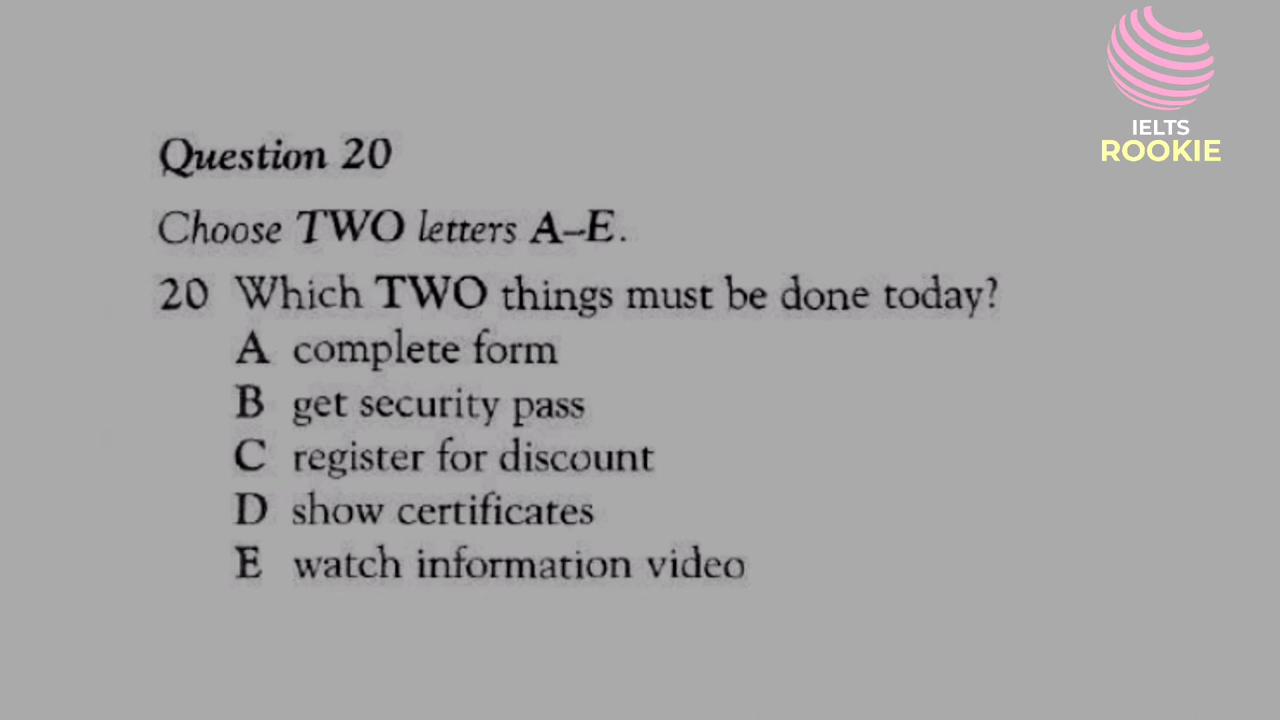 IELTS
ROOKIE
Question 20
Choose TWO letters A–E.
20 Which TWO things must be done today?
A complete form
B get security pass
C register for discount
D show certificates
E watch information video